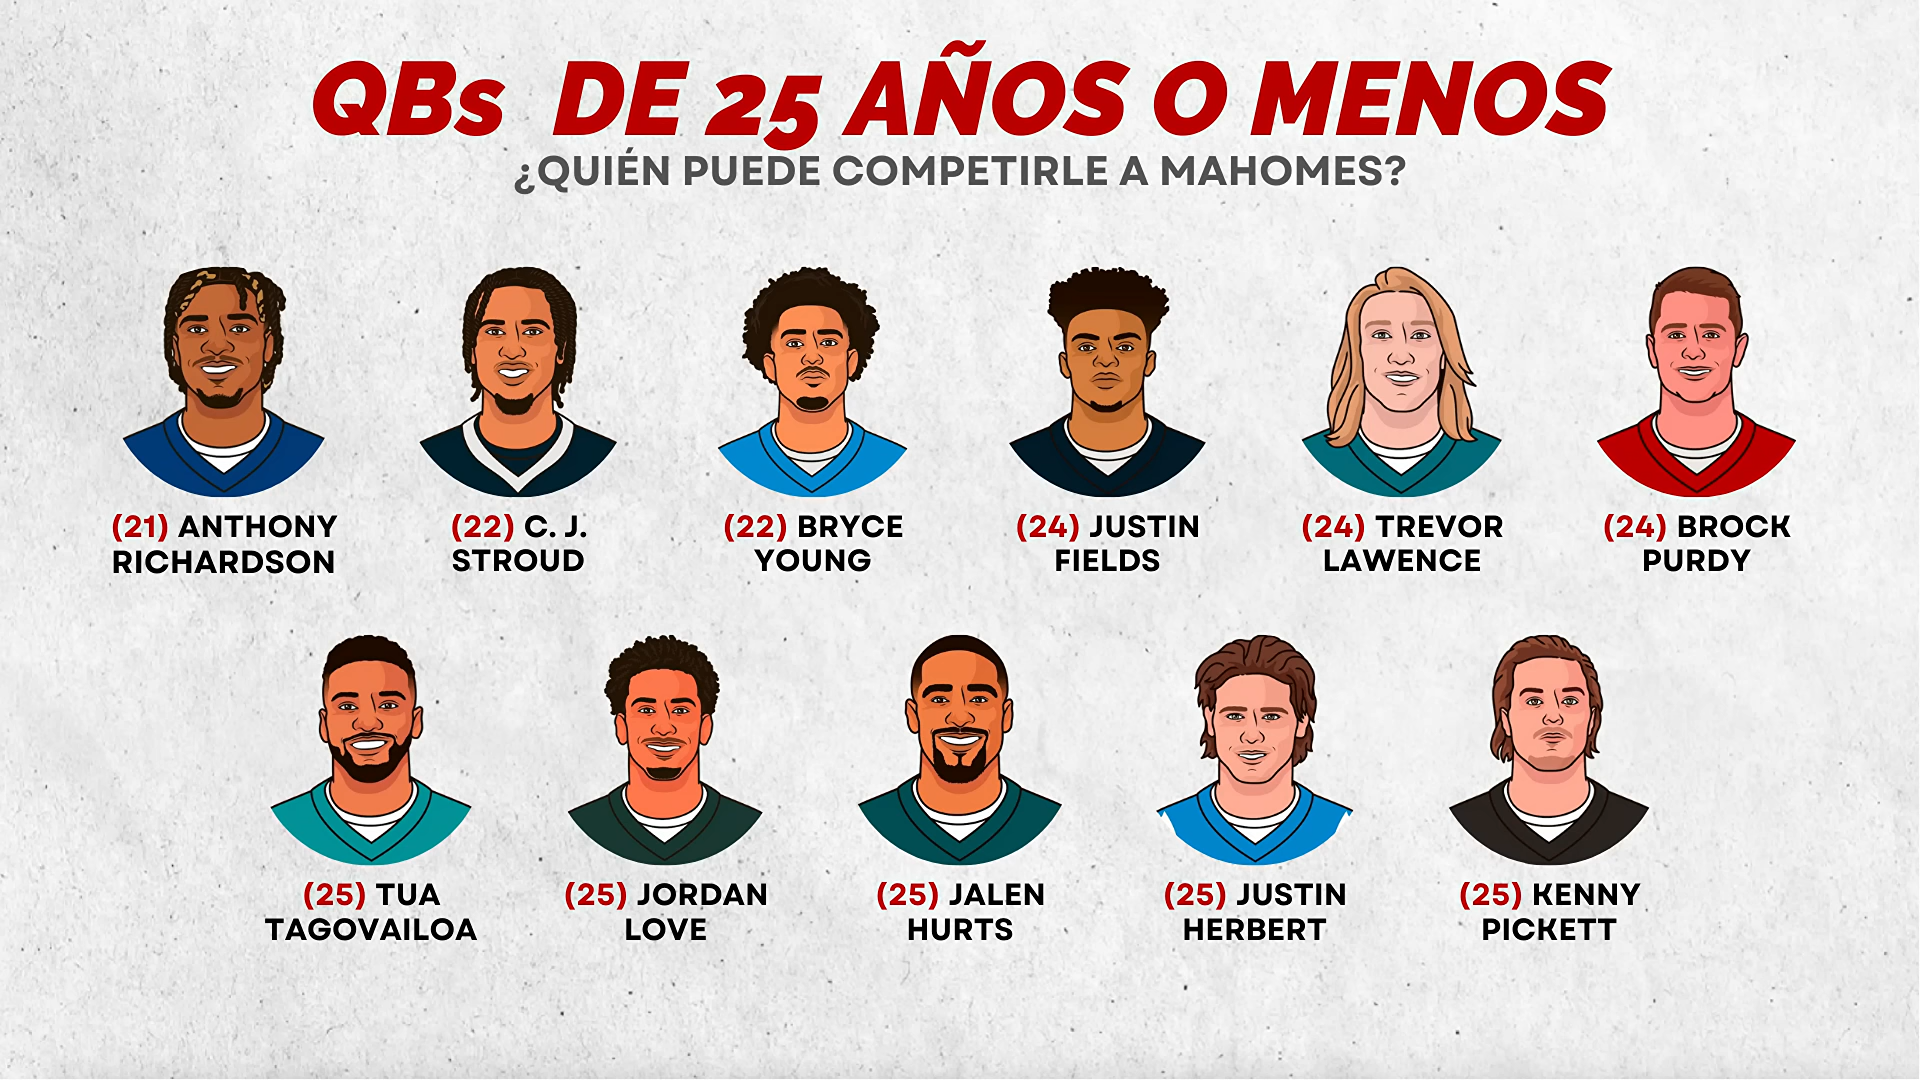 QBs DE 25 AÑOS O MENOS
¿QUIÉN PUEDE COMPETIRLE A MAHOMES?
(21) ANTHONY
RICHARDSON
(22) C. J.
STROUD
(22) BRYCE
YOUNG
(24) JUSTIN
FIELDS
(24) TREVOR
LAWENCE
(24) BROCK
PURDY
(25) TUA
TAGOVAILOA
(25) JORDAN
LOVE
(25) JALEN
HURTS
(25) JUSTIN
HERBERT
(25) KENNY
PICKETT